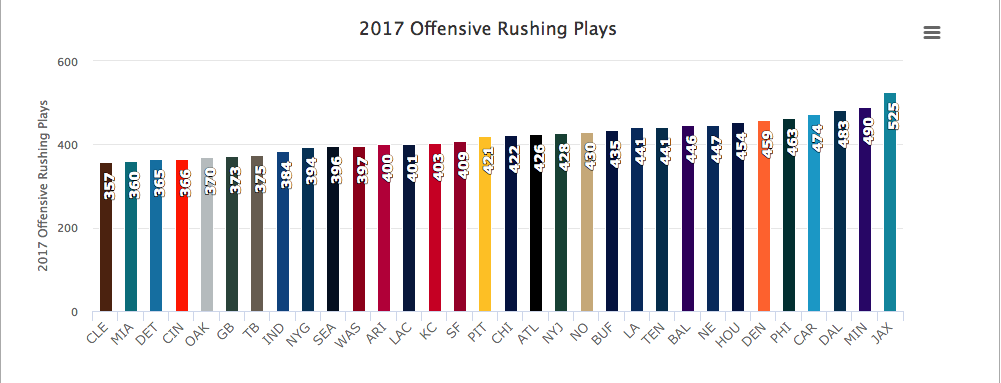 2017 Offensive Rushing Plays
2017 Offensive Rushing Plays
600
400
200
0
357 360 365 366 370 373 375 384 394 396 397 400 401 403 409 421 422 426 428 430 435 441 441 446 447 454 459 463 474 483 490 525
CLE MIA DET CIN OAK GB TB IND NYG SEA WAS ARI LAC KC SF PIT CHI ATL NYJ NO BUF LA TEN BAL NE HOU DEN PHI CAR DAL MIN JAX